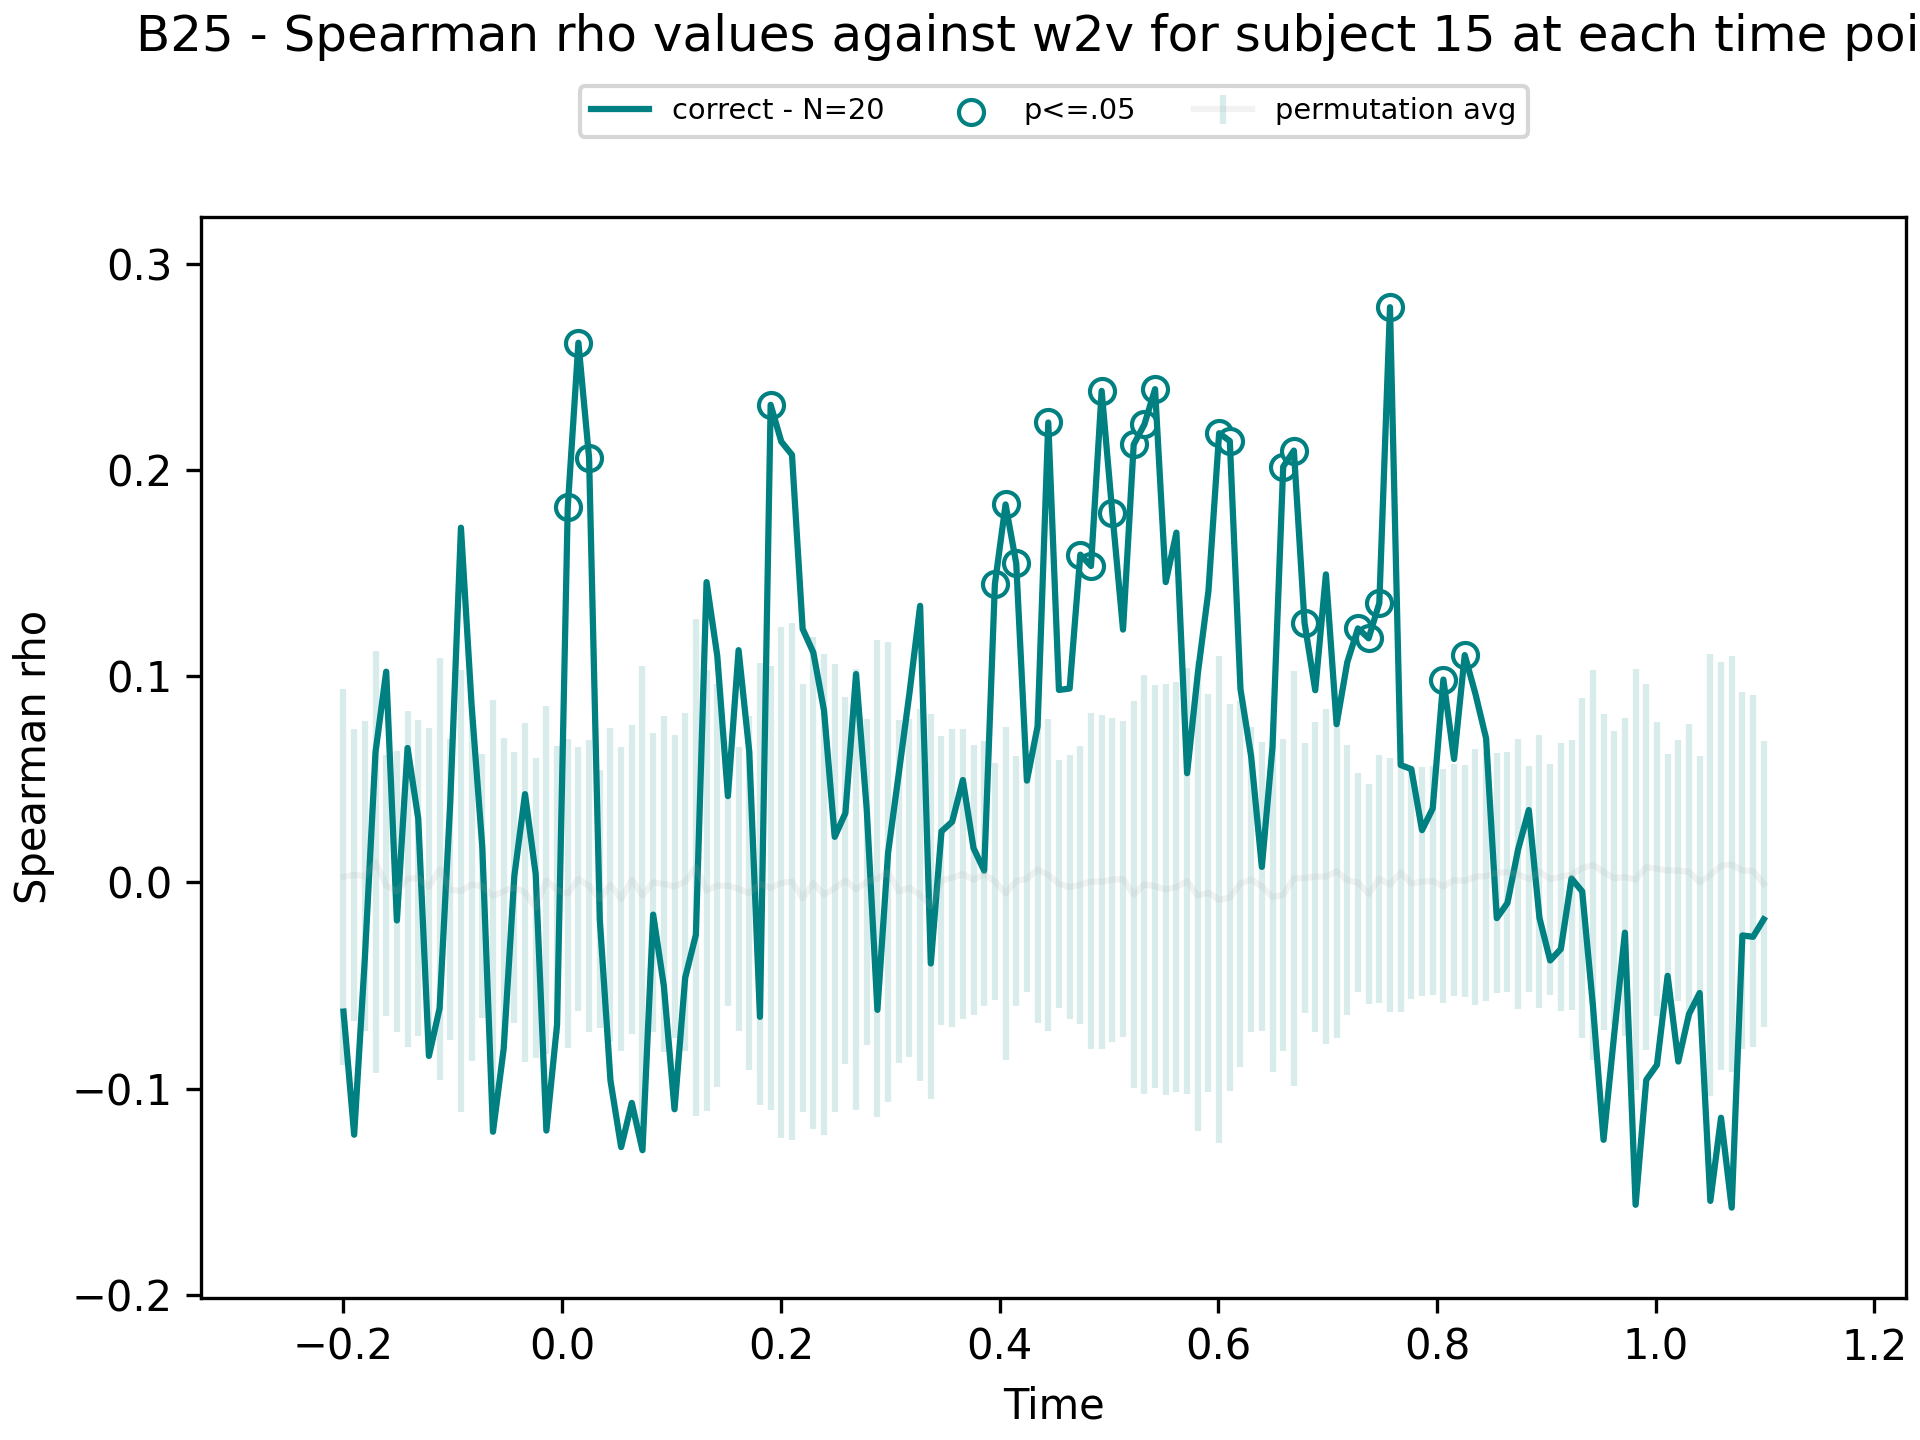 B25 - Spearman rho values against w2v for subject 15 at each time poi
correct - N=20 p<=.05 permutation avg
0.3
0.2
0.1
0.0
−0.1
−0.2
Spearman rho
−0.2 0.0 0.2 0.4 0.6 0.8 1.0 1.2
Time